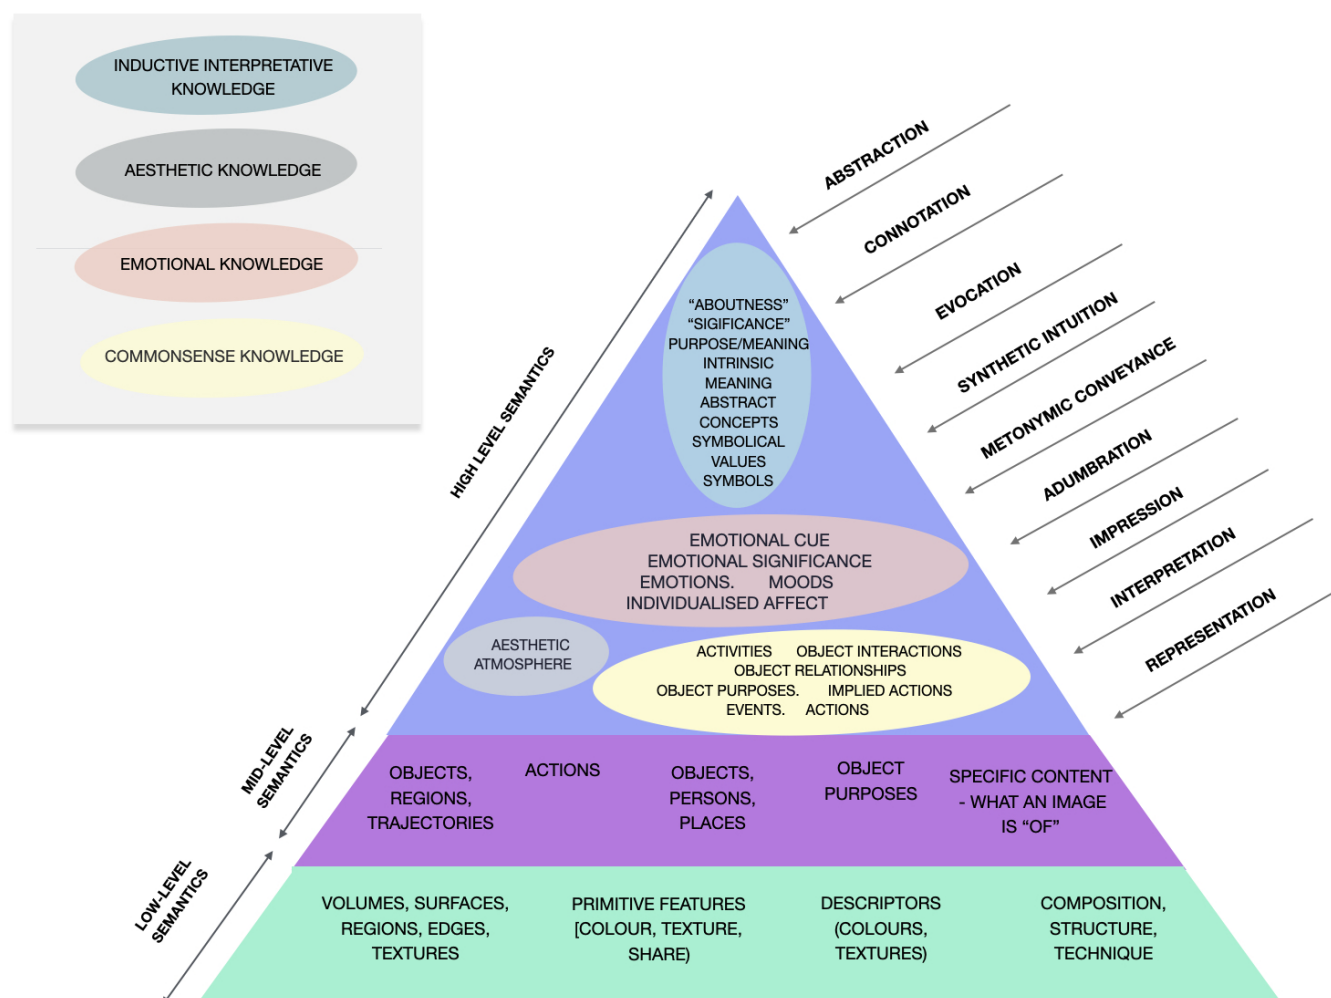 INDUCTIVE INTERPRETATIVE
KNOWLEDGE
AESTHETIC KNOWLEDGE
EMOTIONAL KNOWLEDGE
COMMONSENSE KNOWLEDGE
HIGH LEVEL SEMANTICS
MID-LEVEL
SEMANTICS
LOW-LEVEL
SEMANTICS
“ABOUTNESS”
“SIGIFICANCE”
PURPOSE/MEANING
INTRINSIC
MEANING
ABSTRACT
CONCEPTS
SYMBOLICAL
VALUES
SYMBOLS
EMOTIONAL CUE
EMOTIONAL SIGNIFICANCE
EMOTIONS. MOODS
INDIVIDUALISED AFFECT
AESTHETIC
ATMOSPHERE
ACTIVITIES OBJECT INTERACTIONS
OBJECT RELATIONSHIPS
OBJECT PURPOSES. IMPLIED ACTIONS
EVENTS. ACTIONS
OBJECTS,
REGIONS,
TRAJECTORIES
ACTIONS
OBJECTS,
PERSONS,
PLACES
OBJECT
PURPOSES
SPECIFIC CONTENT
- WHAT AN IMAGE
IS “OF”
VOLUMES, SURFACES,
REGIONS, EDGES,
TEXTURES
PRIMITIVE FEATURES
[COLOUR, TEXTURE,
SHARE)
DESCRIPTORS
(COLOURS,
TEXTURES)
COMPOSITION,
STRUCTURE,
TECHNIQUE
ABSTRACTION
CONNOTATION
EVOCATION
SYNTHETIC INTUITION
METONYMIC CONVEYANCE
ADUMBRATION
IMPRESSION
INTERPRETATION
REPRESENTATION